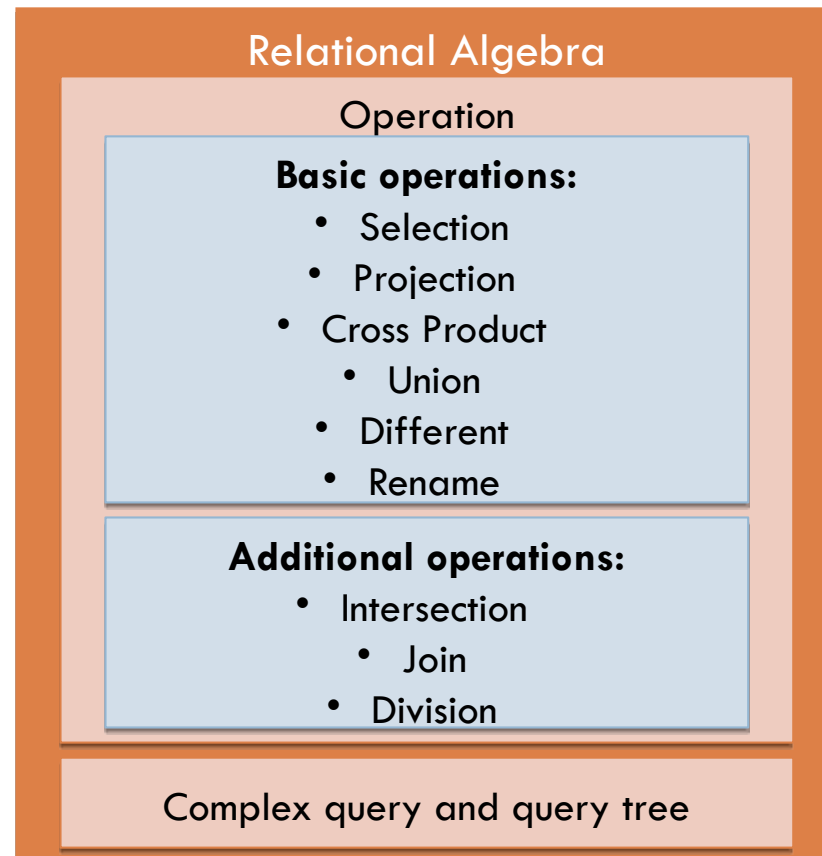 Relational Algebra
Operation
Basic operations:
• Selection
• Projection
• Cross Product
• Union
• Different
• Rename
Additional operations:
• Intersection
• Join
• Division
Complex query and query tree